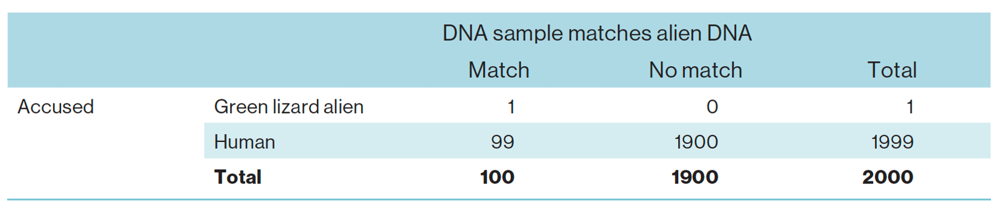 DNA sample matches alien DNA
Match No match Total
Accused Green lizard alien 1 0 1
Human 99 1900 1999
Total 100 1900 2000